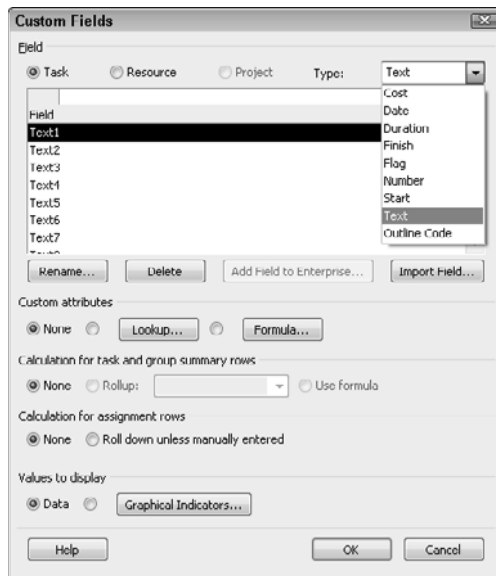 Custom Fields
Field
Task Resource Project Type: Text
Cost
Date
Duration
Finish
Flag
Number
Start
Text
Outline Code
Field
Text1
Text2
Text3
Text4
Text5
Text6
Text7
Rename... Delete Add Field to Enterprise... Import Field...
Custom attributes
None Lookup... Formula...
Calculation for task and group summary rows
None Rollup: Use formula
Calculation for assignment rows
None Roll down unless manually entered
Values to display
Data Graphical Indicators...
Help OK Cancel